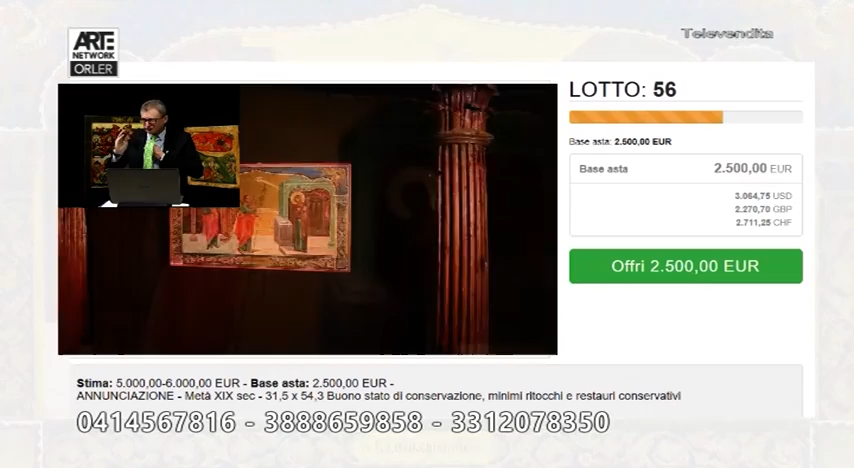 ARTE
NETWORK
ORLER
Televendita
LOTTO: 56
Base asta: 2.500,00 EUR
Base asta 2.500,00 EUR
3.064,75 USD
2.270,70 GBP
2.711,25 CHF
Offri 2.500,00 EUR
Stima: 5.000,00-6.000,00 EUR - Base asta: 2.500,00 EUR -
ANNUNCIAZIONE - Metà XIX sec - 31,5 x 54,3 Buono stato di conservazione, minimi ritocchi e restauri conservativi
0414567816 - 3888659858 - 3312078350